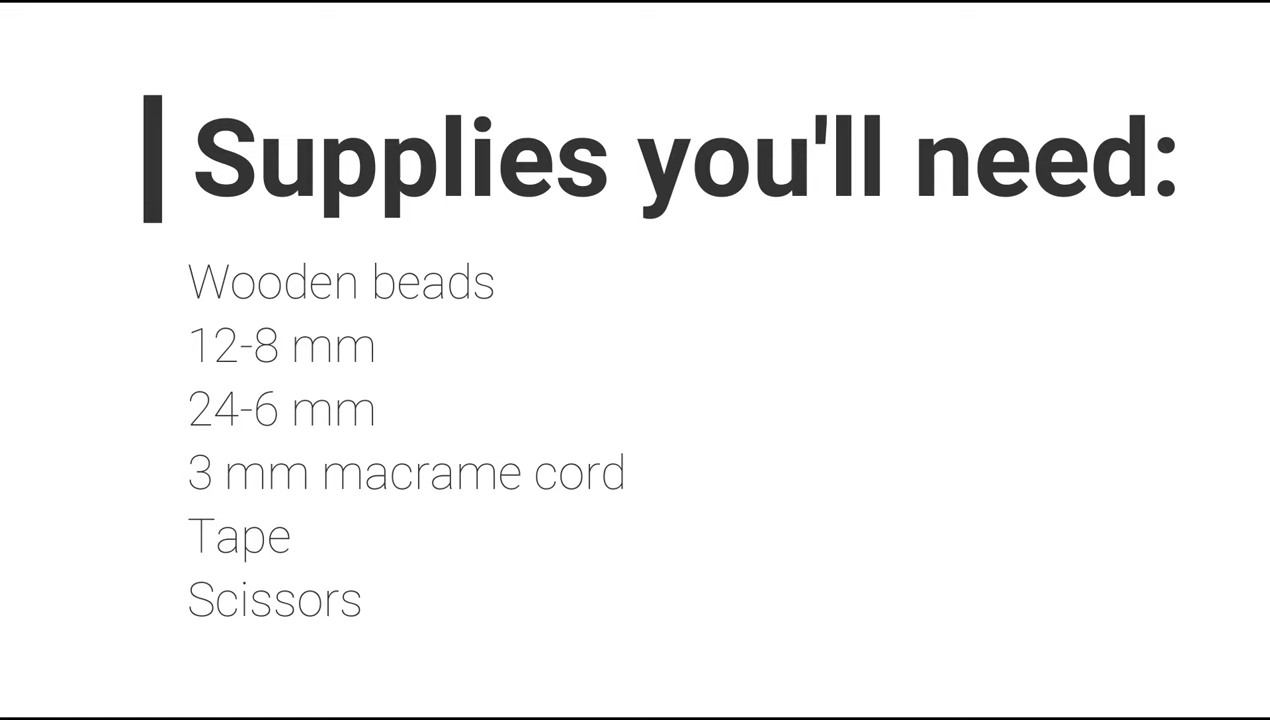 Supplies you'll need:
Wooden beads
12-8 mm
24-6 mm
3 mm macrame cord
Tape
Scissors